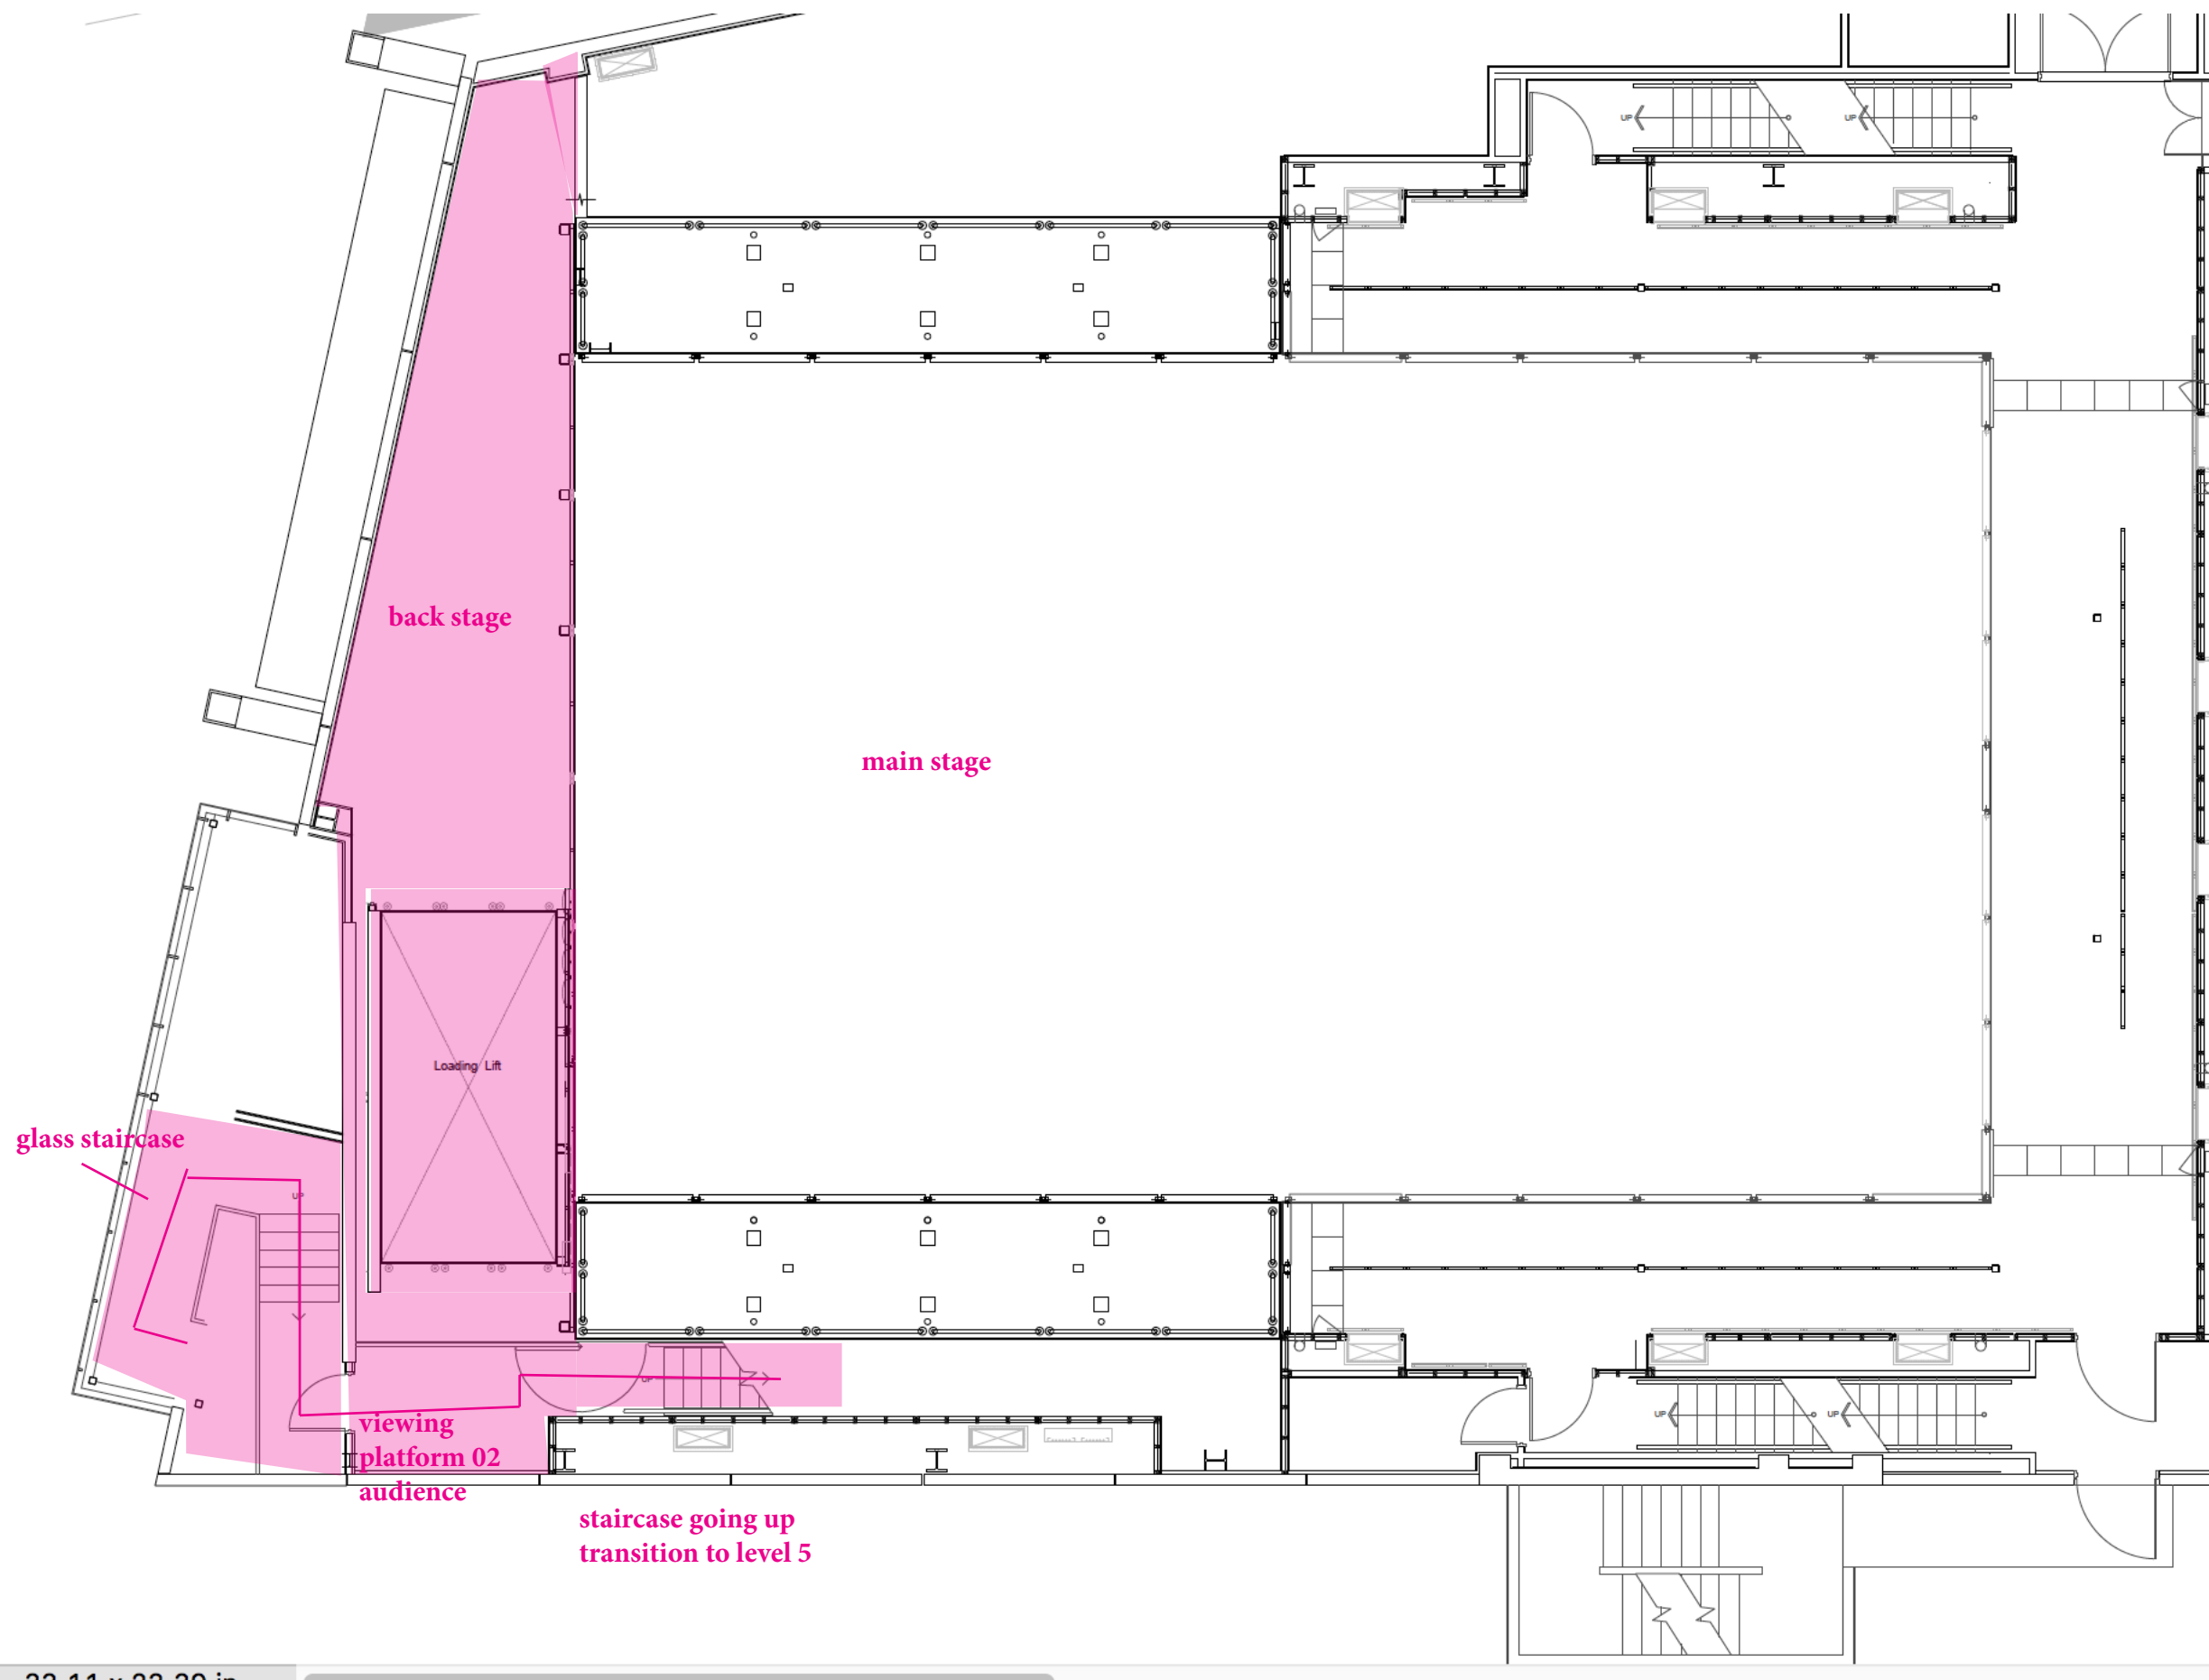 UP
UP
back stage
main stage
Loading Lift
glass staircase
UP
UP
viewing
platform 02
audience
UP
UP
staircase going up
transition to level 5